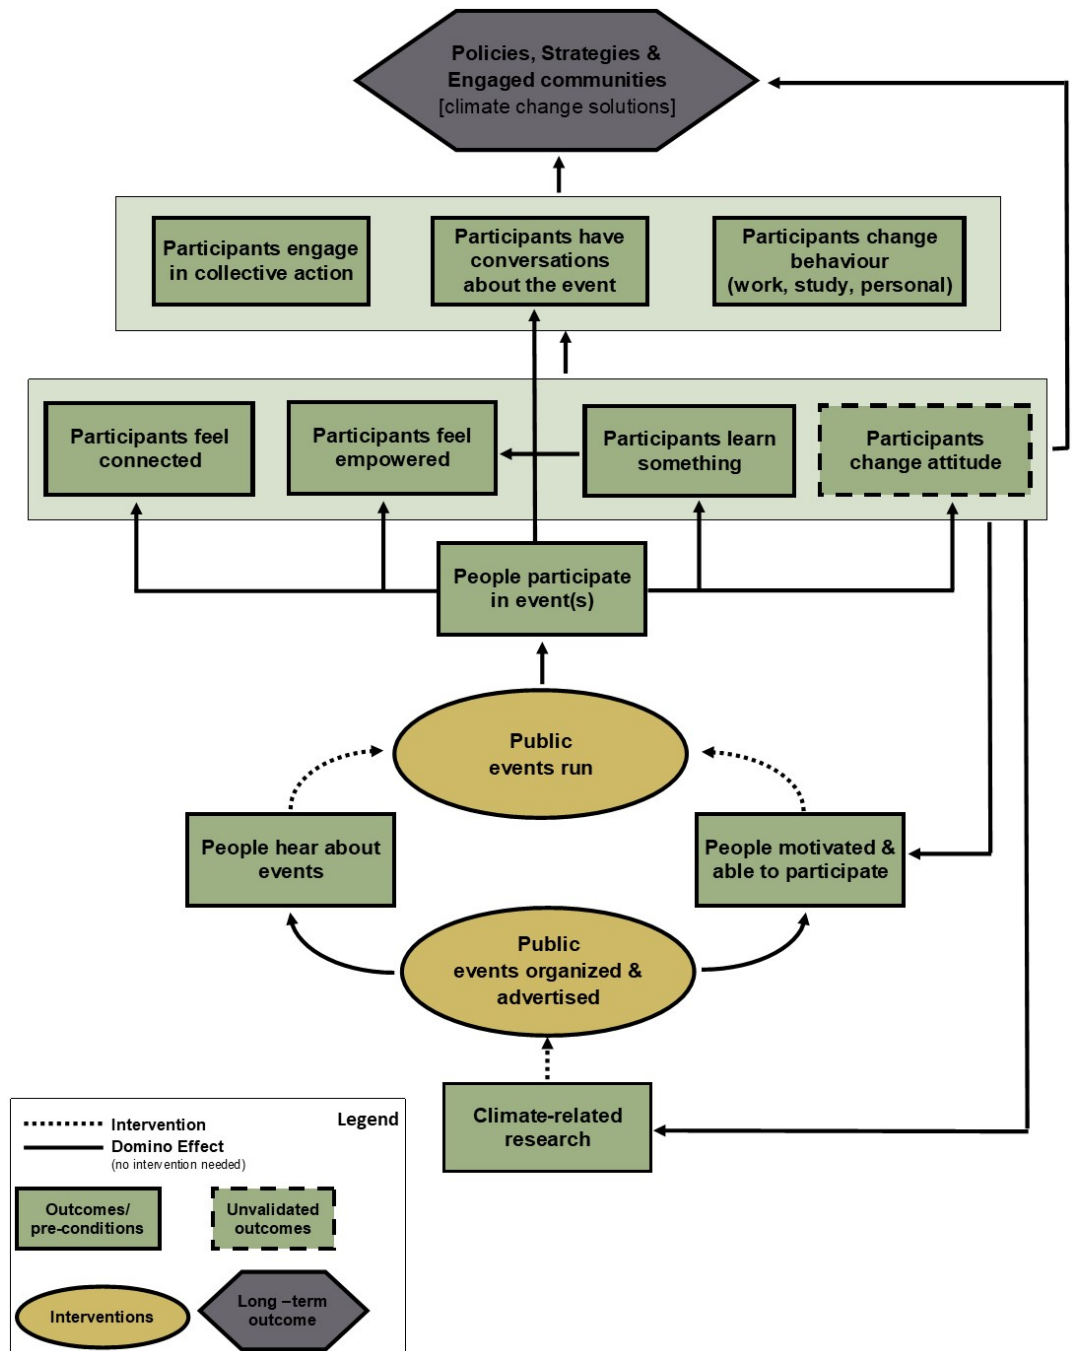 Policies, Strategies &
Engaged communities
[climate change solutions]
Participants engage
in collective action
Participants have
conversations
about the event
Participants change
behaviour
(work, study, personal)
Participants feel
connected
Participants feel
empowered
Participants learn
something
Participants
change attitude
People participate
in event(s)
Public
events run
People hear about
events
People motivated &
able to participate
Public
events organized &
advertised
Climate-related
research
Legend
Intervention
Domino Effect
(no intervention needed)
Outcomes/
pre-conditions
Unvalidated
outcomes
Interventions
Long –term
outcome